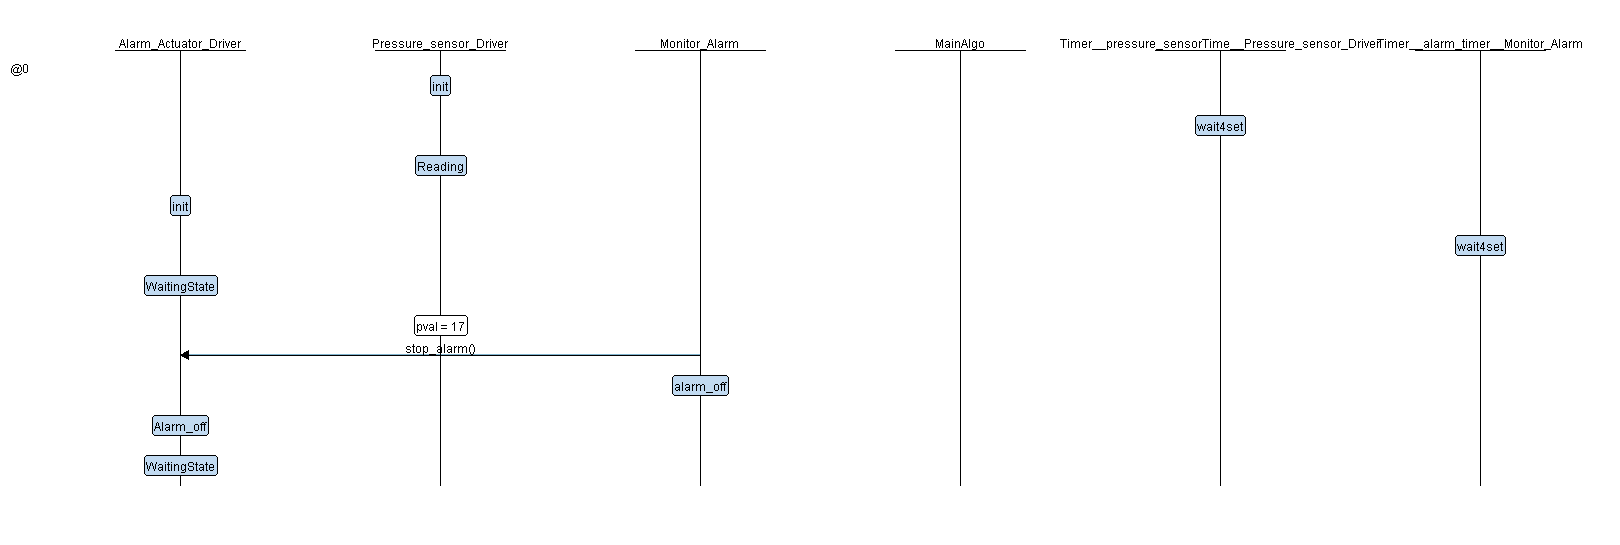 Alarm_Actuator_Driver
Pressure_sensor_Driver
Monitor_Alarm
MainAlgo
Timer__pressure_sensorTime__Pressure_sensor_Driver
Timer__alarm_timer__Monitor_Alarm
@0
init
wait4set
Reading
init
wait4set
WaitingState
pval = 17
stop_alarm()
alarm_off
Alarm_off
WaitingState